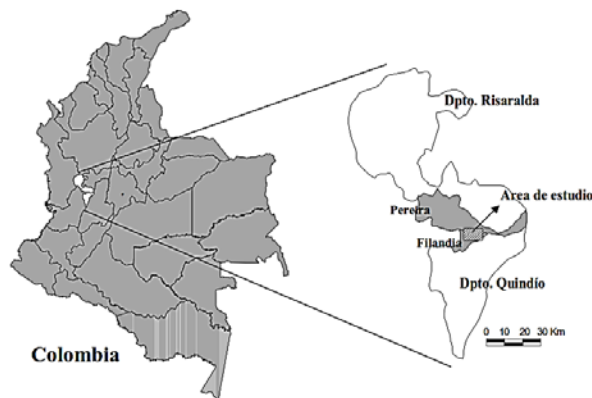 Dpto. Risaralda
Area de estudio
Pereira
Filandia
Dpto. Quindío
0 10 20 30 Km
Colombia